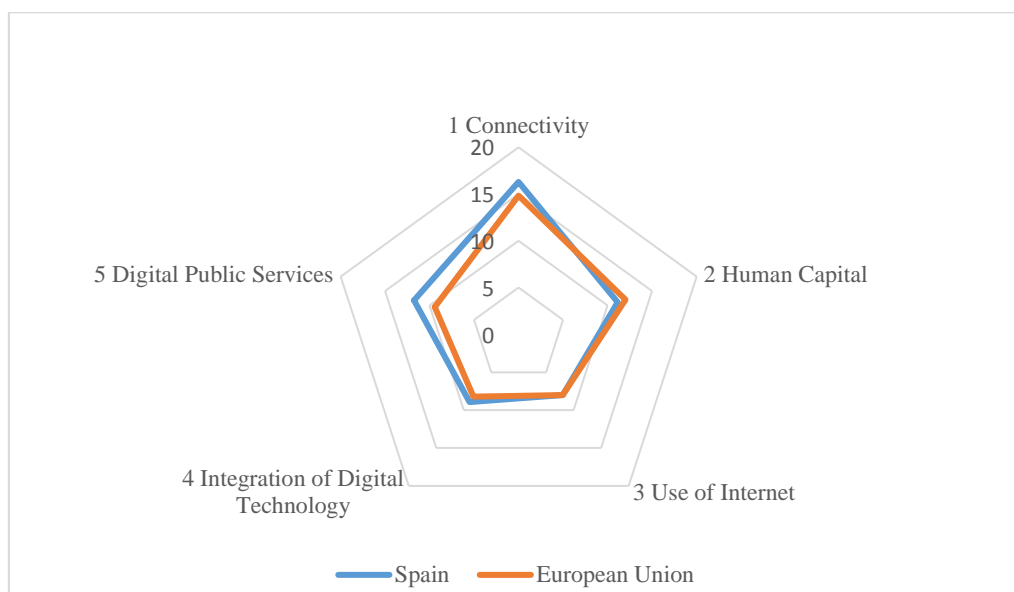 1 Connectivity
20
15
10
5
0
5 Digital Public Services
2 Human Capital
4 Integration of Digital
Technology
3 Use of Internet
Spain
European Union